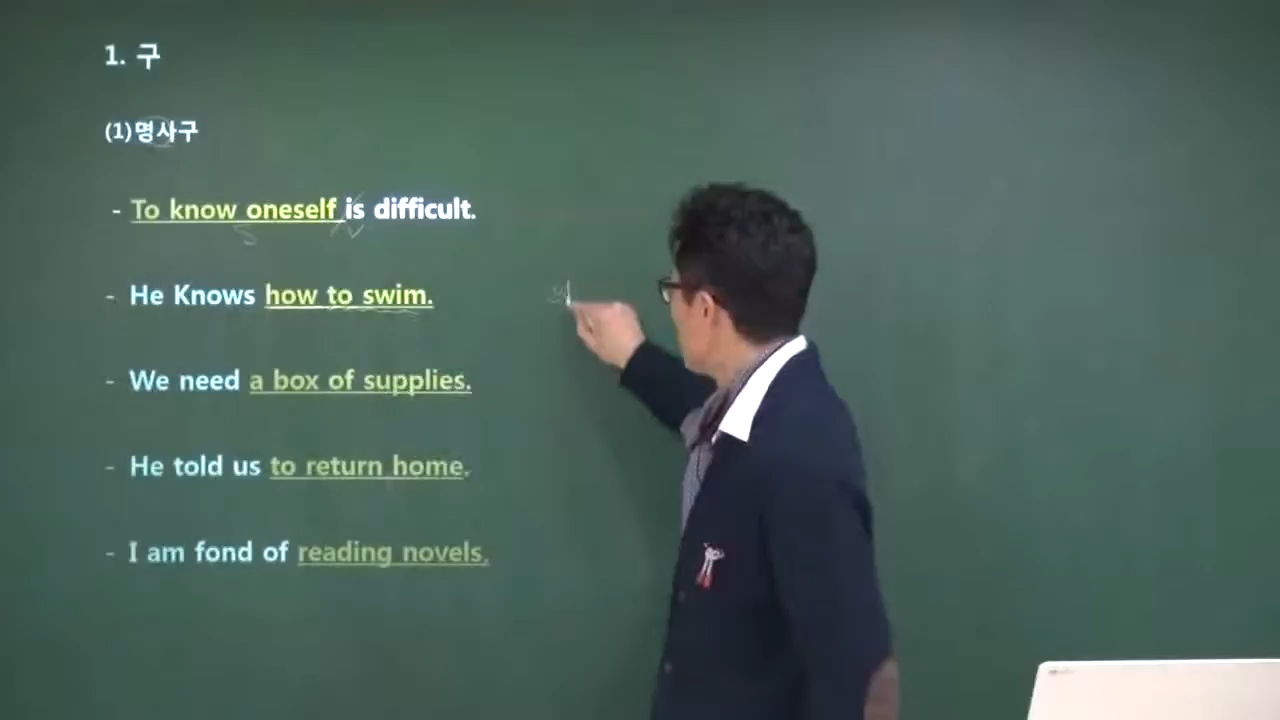 1. 구
(1)명사구
- To know oneself is difficult.
S V
- He Knows how to swim.
- We need a box of supplies.
- He told us to return home.
- I am fond of reading novels.